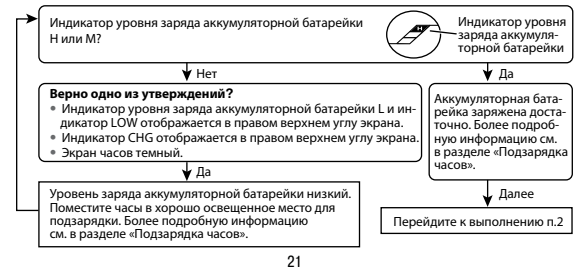 Индикатор уровня заряда аккумуляторной батарейки
H или M?
H
Индикатор уровня
заряда аккумуля-
торной батарейки
Нет
Да
Верно одно из утверждений?
• Индикатор уровня заряда аккумуляторной батарейки L и ин-
дикатор LOW отображается в правом верхнем углу экрана.
• Индикатор CHG отображается в правом верхнем углу экрана.
• Экран часов темный.
Аккумуляторная бата-
рейка заряжена доста-
точно. Более подроб-
ную информацию см.
в разделе «Подзарядка
часов».
Да
Далее
Уровень заряда аккумуляторной батарейки низкий.
Поместите часы в хорошо освещенное место для
подзарядки. Более подробную информацию
см. в разделе «Подзарядка часов».
Перейдите к выполнению п.2
21